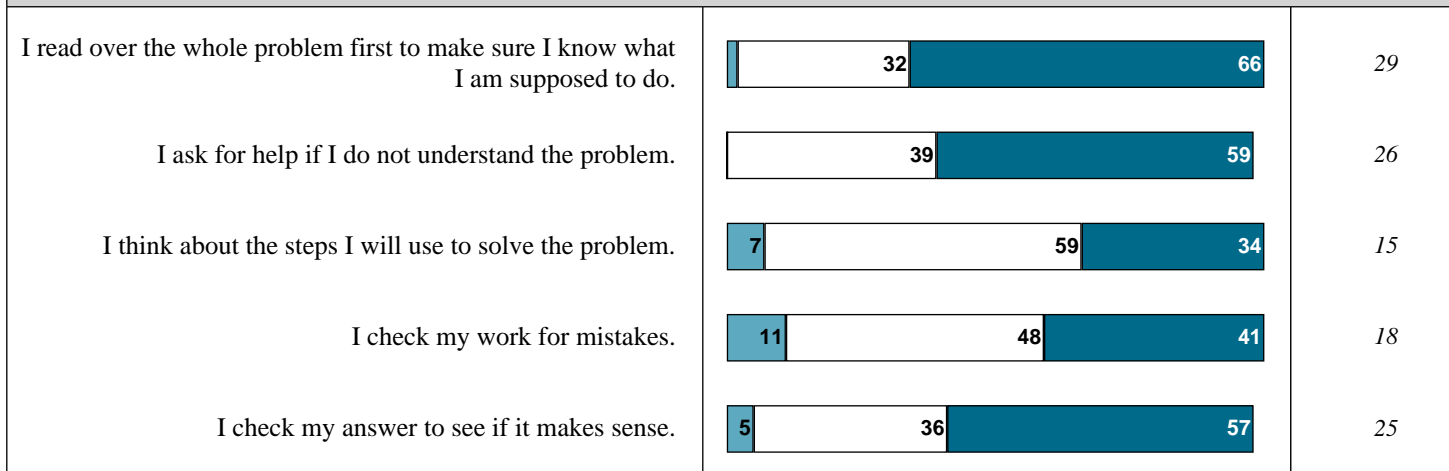 I read over the whole problem first to make sure I know what
I am supposed to do.
32 66 29
I ask for help if I do not understand the problem.
39 59 26
I think about the steps I will use to solve the problem.
7 59 34 15
I check my work for mistakes.
11 48 41 18
I check my answer to see if it makes sense.
5 36 57 25